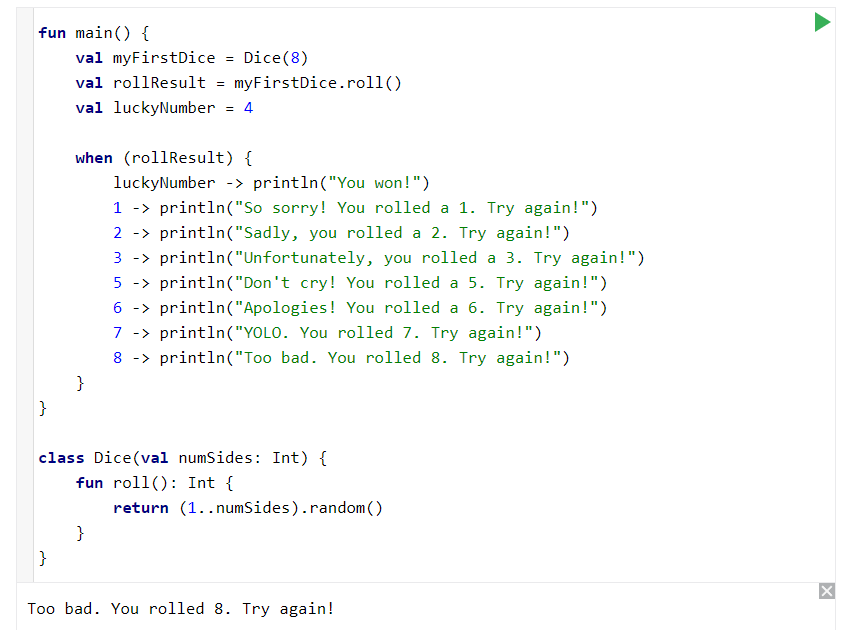 fun main() {
    val myFirstDice = Dice(8)
    val rollResult = myFirstDice.roll()
    val luckyNumber = 4

    when (rollResult) {
        luckyNumber -> println("You won!")
        1 -> println("So sorry! You rolled a 1. Try again!")
        2 -> println("Sadly, you rolled a 2. Try again!")
        3 -> println("Unfortunately, you rolled a 3. Try again!")
        5 -> println("Don't cry! You rolled a 5. Try again!")
        6 -> println("Apologies! You rolled a 6. Try again!")
        7 -> println("YOLO. You rolled 7. Try again!")
        8 -> println("Too bad. You rolled 8. Try again!")
    }
}

class Dice(val numSides: Int) {
    fun roll(): Int {
        return (1..numSides).random()
    }
}
Too bad. You rolled 8. Try again!